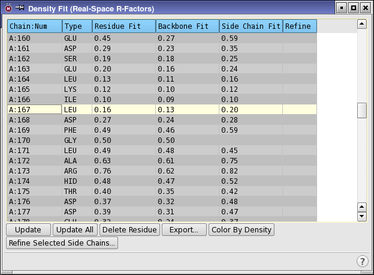 Density Fit (Real-Space R-Factors)
Chain:Num Type Residue Fit Backbone Fit Side Chain Fit Refine
A:160 GLU 0.45 0.27 0.59
A:161 ASP 0.29 0.23 0.35
A:162 SER 0.19 0.18 0.25
A:163 GLU 0.20 0.16 0.24
A:164 LEU 0.13 0.11 0.16
A:165 LYS 0.12 0.10 0.12
A:166 ILE 0.10 0.09 0.10
A:167 LEU 0.16 0.13 0.20
A:168 ASP 0.27 0.24 0.28
A:169 PHE 0.49 0.46 0.59
A:170 GLY 0.50 0.50
A:171 LEU 0.49 0.48 0.45
A:172 ALA 0.63 0.61 0.75
A:173 ARG 0.76 0.62 0.82
A:174 HID 0.48 0.47 0.52
A:175 THR 0.40 0.35 0.42
A:176 ASP 0.37 0.32 0.48
A:177 ASP 0.39 0.31 0.47
Update Update All Delete Residue Export... Color By Density
Refine Selected Side Chains...
?